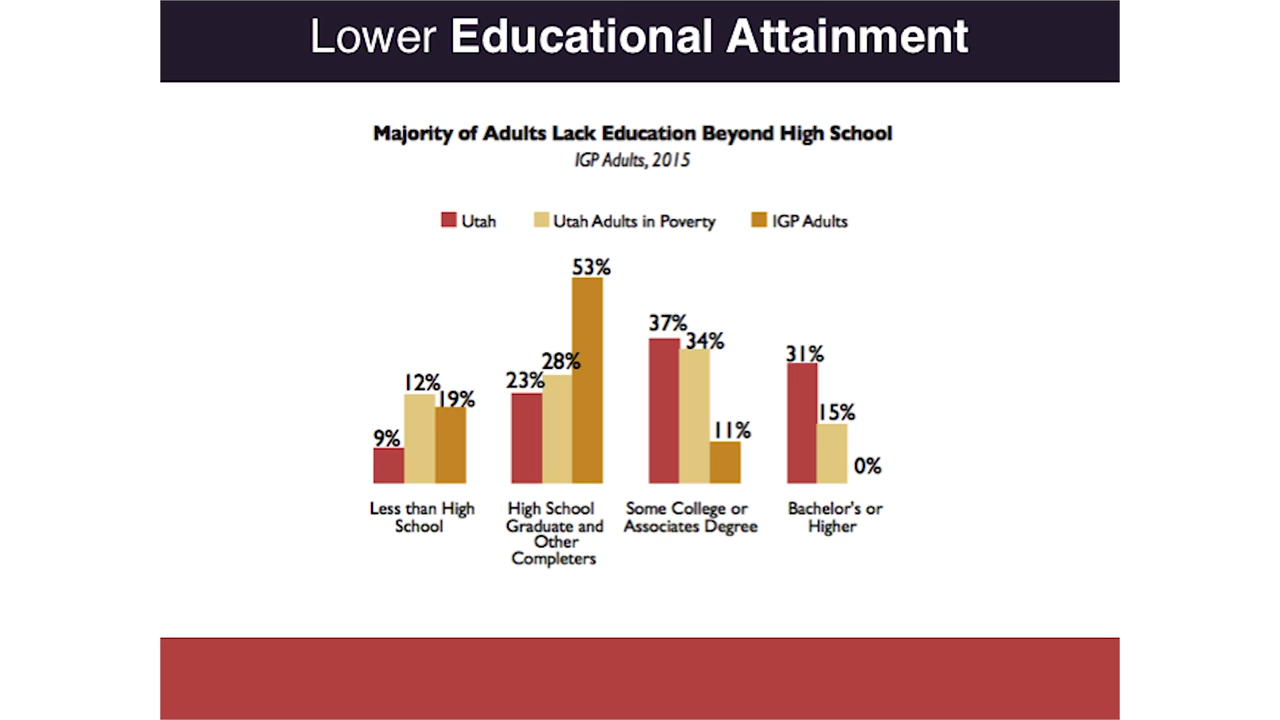 Lower Educational Attainment
Majority of Adults Lack Education Beyond High School
IGP Adults, 2015
Utah
Utah Adults in Poverty
IGP Adults
9%
12%
19%
23%
28%
53%
37%
34%
11%
31%
15%
0%
Less than High
School
High School
Graduate and
Other
Completers
Some College or
Associates Degree
Bachelor's or
Higher